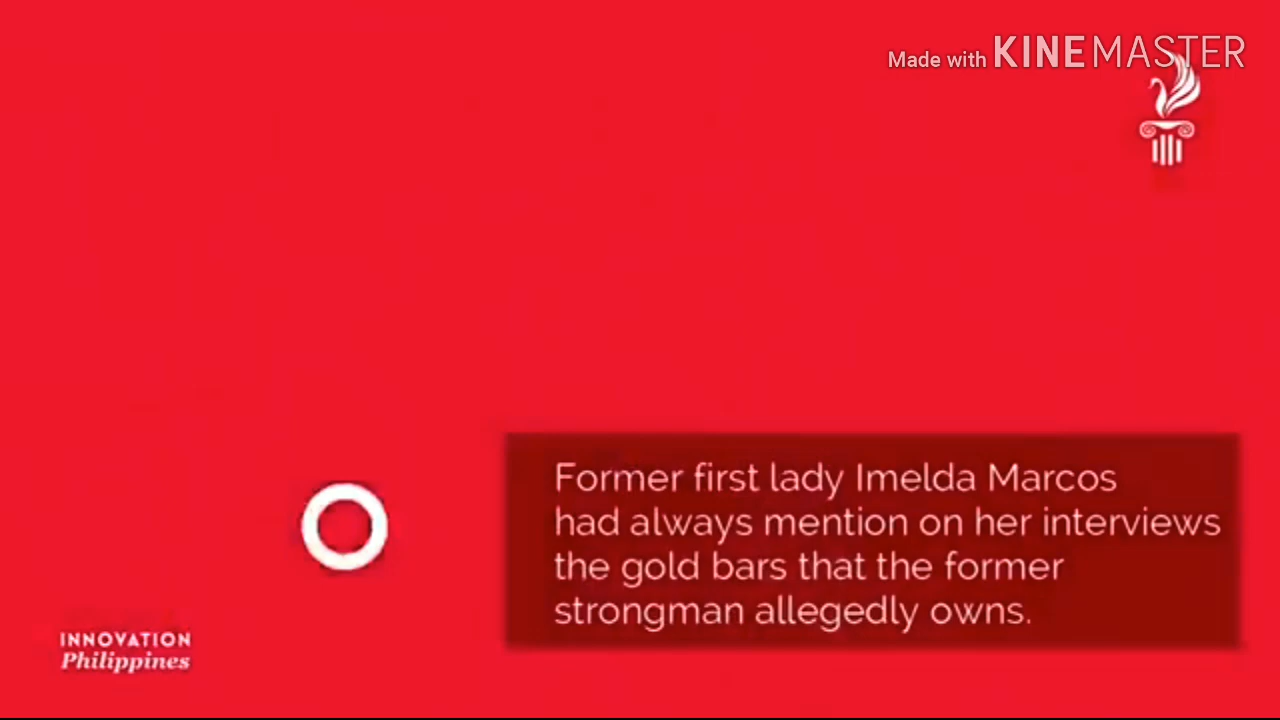 Made with KINEMASTER
Former first lady Imelda Marcos
had always mention on her interviews
the gold bars that the former
strongman allegedly owns.
INNOVATION
Philippines